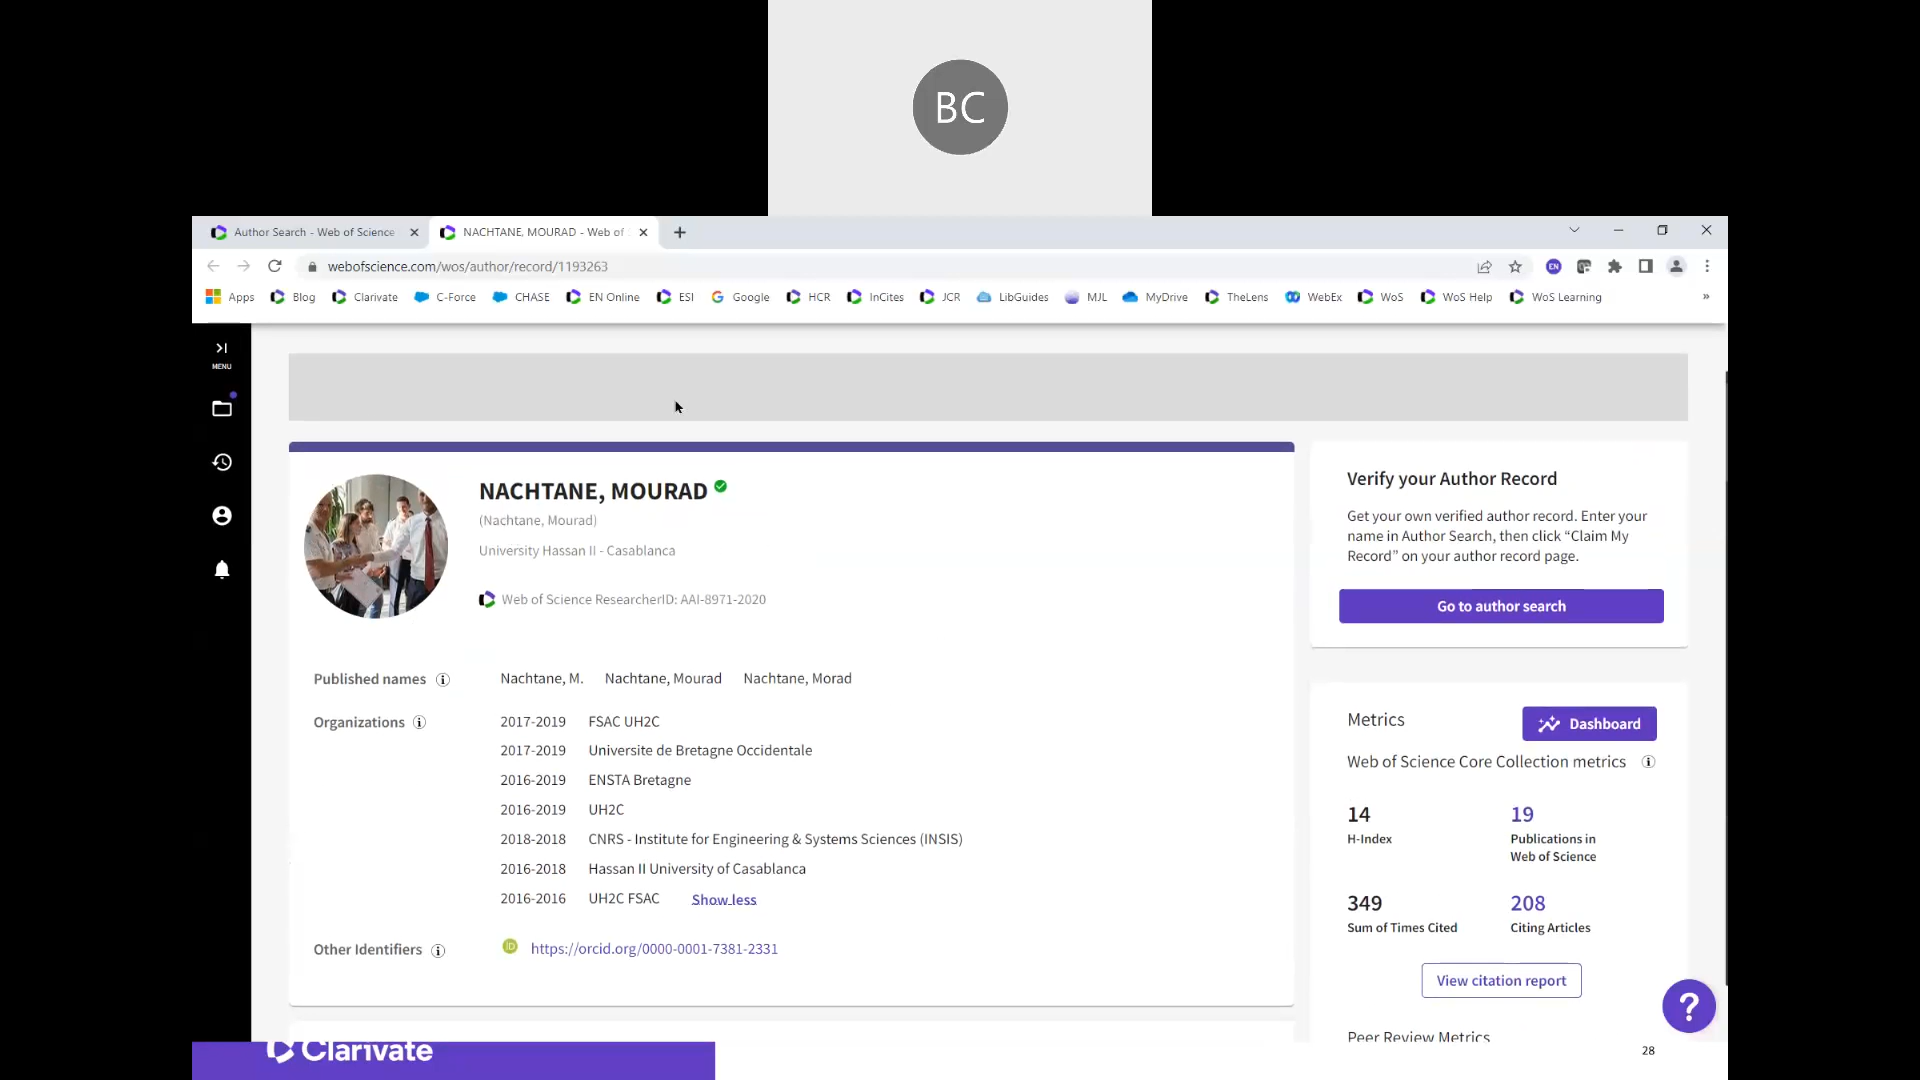 BC
Author Search - Web of Science
NACHTANE, MOURAD - Web of
webofscience.com/wos/author/record/1193263
EN
Apps Blog Clarivate C-Force CHASE EN Online ESI Google HCR InCites JCR LibGuides MJL MyDrive TheLens WebEx WoS WoS Help WoS Learning »
MENU
NACHTANE, MOURAD
(Nachtane, Mourad)
University Hassan II - Casablanca
Web of Science ResearcherID: AAI-8971-2020
Published names Nachtane, M. Nachtane, Mourad Nachtane, Morad
Organizations 2017-2019 FSAC UH2C
2017-2019 Universite de Bretagne Occidentale
2016-2019 ENSTA Bretagne
2016-2019 UH2C
2018-2018 CNRS - Institute for Engineering & Systems Sciences (INSIS)
2016-2018 Hassan II University of Casablanca
2016-2016 UH2C FSAC Show less
Other Identifiers iD https://orcid.org/0000-0001-7381-2331
Verify your Author Record
Get your own verified author record. Enter your
name in Author Search, then click “Claim My
Record” on your author record page.
Go to author search
Metrics Dashboard
Web of Science Core Collection metrics
14 19
H-Index Publications in
Web of Science
349 208
Sum of Times Cited Citing Articles
View citation report
?
Peer Review Metrics
Clarivate
28